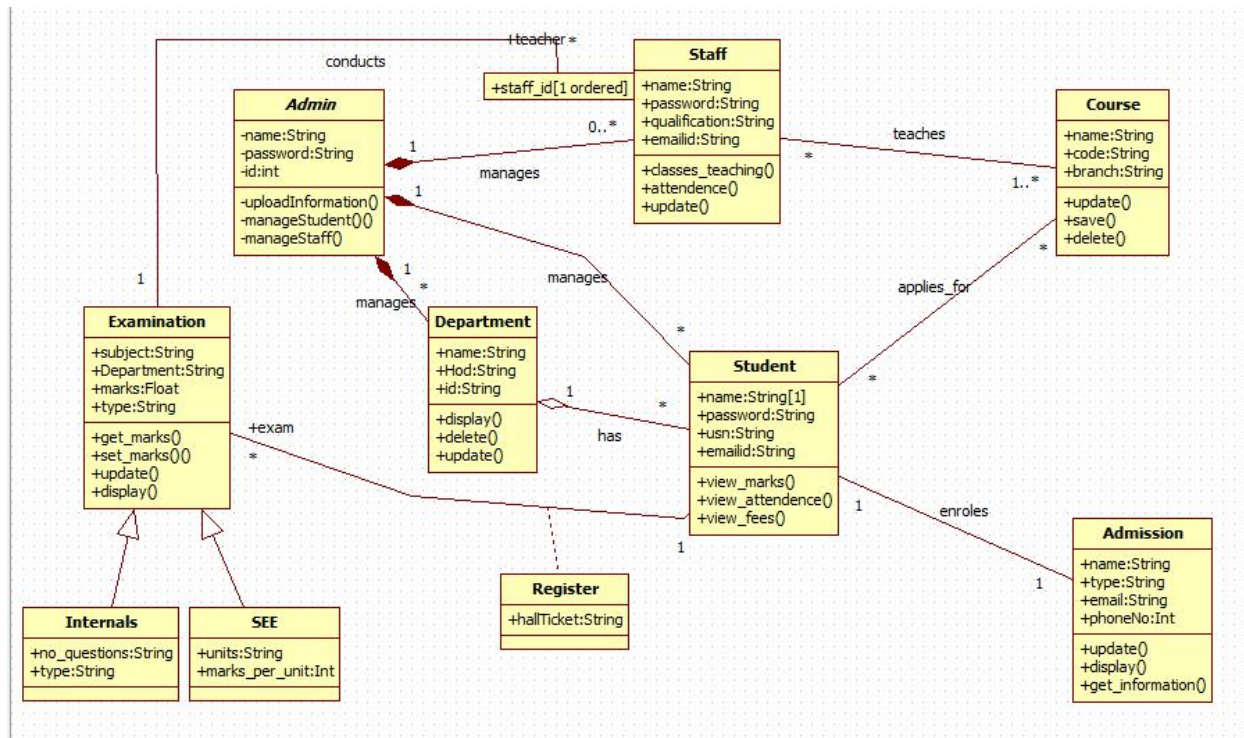 +teacher *
conducts
+staff_id[1 ordered]
Staff
+name:String
+password:String
+qualification:String
+emailid:String
+classes_teaching()
+attendence()
+update()
Admin
-name:String
-password:String
-id:int
-uploadInformation()
-manageStudent()()
-manageStaff()
1
0..*
manages
Course
+name:String
+code:String
+branch:String
+update()
+save()
+delete()
teaches
*
1..*
1
manages
*
1
*
manages
*
applies_for
*
1
Examination
+subject:String
+Department:String
+marks:Float
+type:String
+get_marks()
+set_marks()()
+update()
+display()
Department
+name:String
+Hod:String
+id:String
+display()
+delete()
+update()
1
*
has
Student
+name:String[1]
+password:String
+usn:String
+emailid:String
+view_marks()
+view_attendence()
+view_fees()
+exam
*
1
1
enroles
1
Admission
+name:String
+type:String
+email:String
+phoneNo:Int
+update()
+display()
+get_information()
Register
+hallTicket:String
Internals
+no_questions:String
+type:String
SEE
+units:String
+marks_per_unit:Int